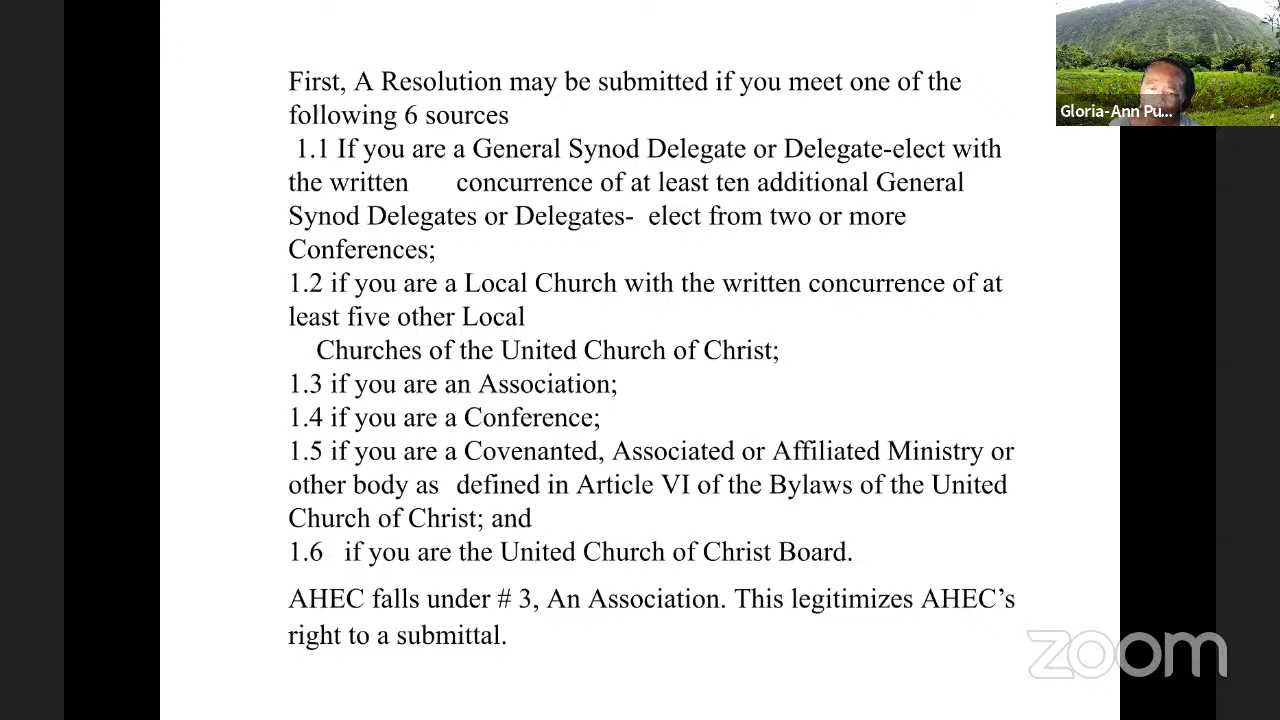 First, A Resolution may be submitted if you meet one of the
following 6 sources
1.1 If you are a General Synod Delegate or Delegate-elect with
the written concurrence of at least ten additional General
Synod Delegates or Delegates- elect from two or more
Conferences;
1.2 if you are a Local Church with the written concurrence of at
least five other Local
Churches of the United Church of Christ;
1.3 if you are an Association;
1.4 if you are a Conference;
1.5 if you are a Covenanted, Associated or Affiliated Ministry or
other body as defined in Article VI of the Bylaws of the United
Church of Christ; and
1.6 if you are the United Church of Christ Board.
AHEC falls under # 3, An Association. This legitimizes AHEC’s
right to a submittal.
Gloria-Ann Pu...
zoom